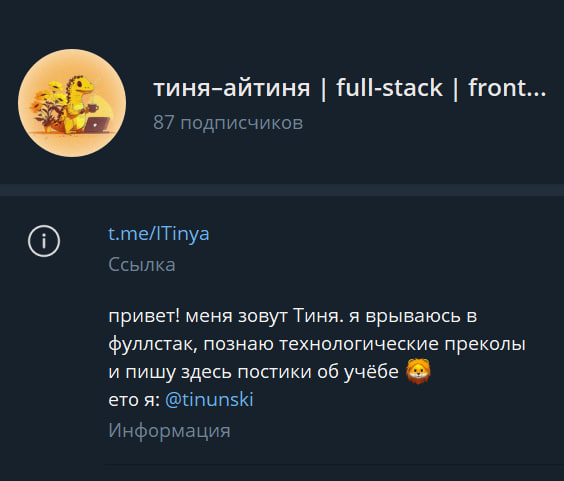 тиня–айтиня | full-stack | front...
87 подписчиков
t.me/ITinya
Ссылка
привет! меня зовут Тиня. я врываюсь в
фуллстак, познаю технологические преколы
и пишу здесь постики об учёбе 🦁
ето я: @tinunski
Информация